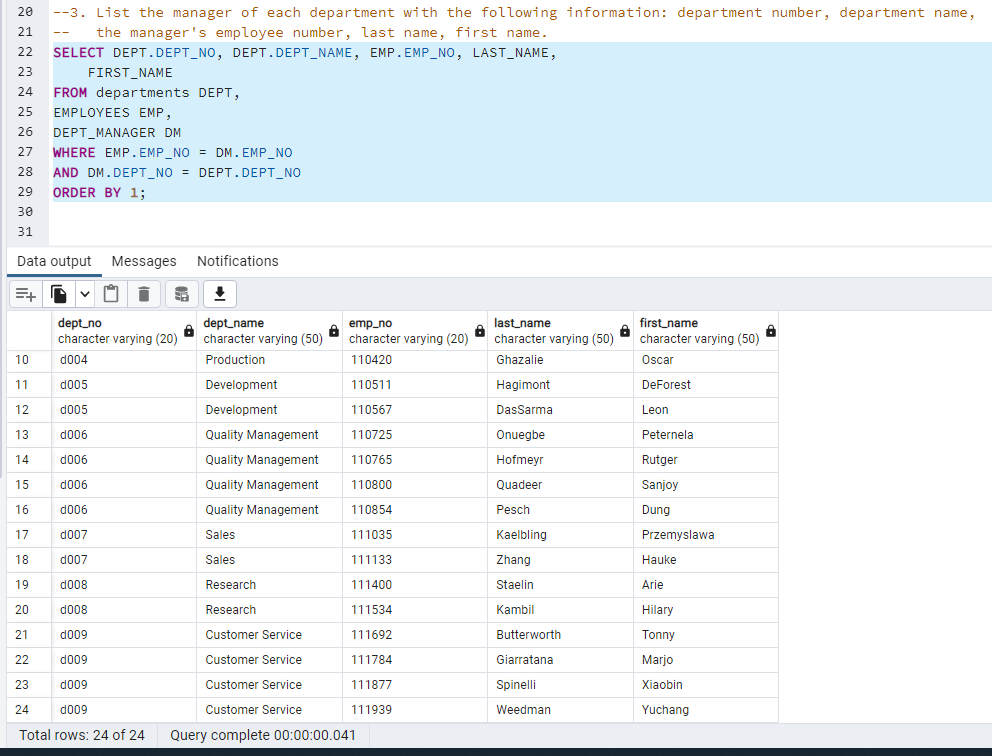 20 --3. List the manager of each department with the following information: department number, department name,
21 -- the manager's employee number, last name, first name.
22 SELECT DEPT.DEPT_NO, DEPT.DEPT_NAME, EMP.EMP_NO, LAST_NAME,
23 FIRST_NAME
24 FROM departments DEPT,
25 EMPLOYEES EMP,
26 DEPT_MANAGER DM
27 WHERE EMP.EMP_NO = DM.EMP_NO
28 AND DM.DEPT_NO = DEPT.DEPT_NO
29 ORDER BY 1;
30
31
Data output Messages Notifications
dept_no dept_name emp_no last_name first_name
character varying (20) character varying (50) character varying (20) character varying (50) character varying (50)
10 d004 Production 110420 Ghazalie Oscar
11 d005 Development 110511 Hagimont DeForest
12 d005 Development 110567 DasSarma Leon
13 d006 Quality Management 110725 Onuegbe Peternela
14 d006 Quality Management 110765 Hofmeyr Rutger
15 d006 Quality Management 110800 Quadeer Sanjoy
16 d006 Quality Management 110854 Pesch Dung
17 d007 Sales 111035 Kaelbling Przemyslawa
18 d007 Sales 111133 Zhang Hauke
19 d008 Research 111400 Staelin Arie
20 d008 Research 111534 Kambil Hilary
21 d009 Customer Service 111692 Butterworth Tonny
22 d009 Customer Service 111784 Giarratana Marjo
23 d009 Customer Service 111877 Spinelli Xiaobin
24 d009 Customer Service 111939 Weedman Yuchang
Total rows: 24 of 24 Query complete 00:00:00.041